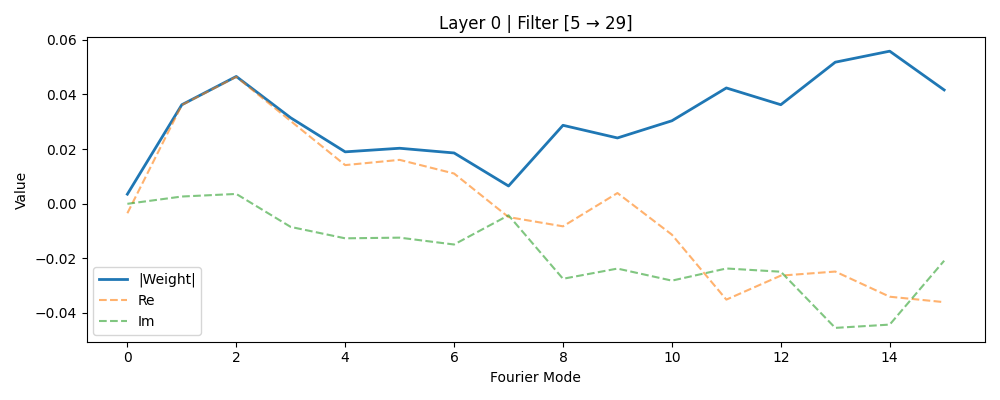 Layer 0 | Filter [5 → 29]
Value
0.06
0.04
0.02
0.00
−0.02
−0.04
|Weight|
Re
Im
0 2 4 6 8 10 12 14
Fourier Mode